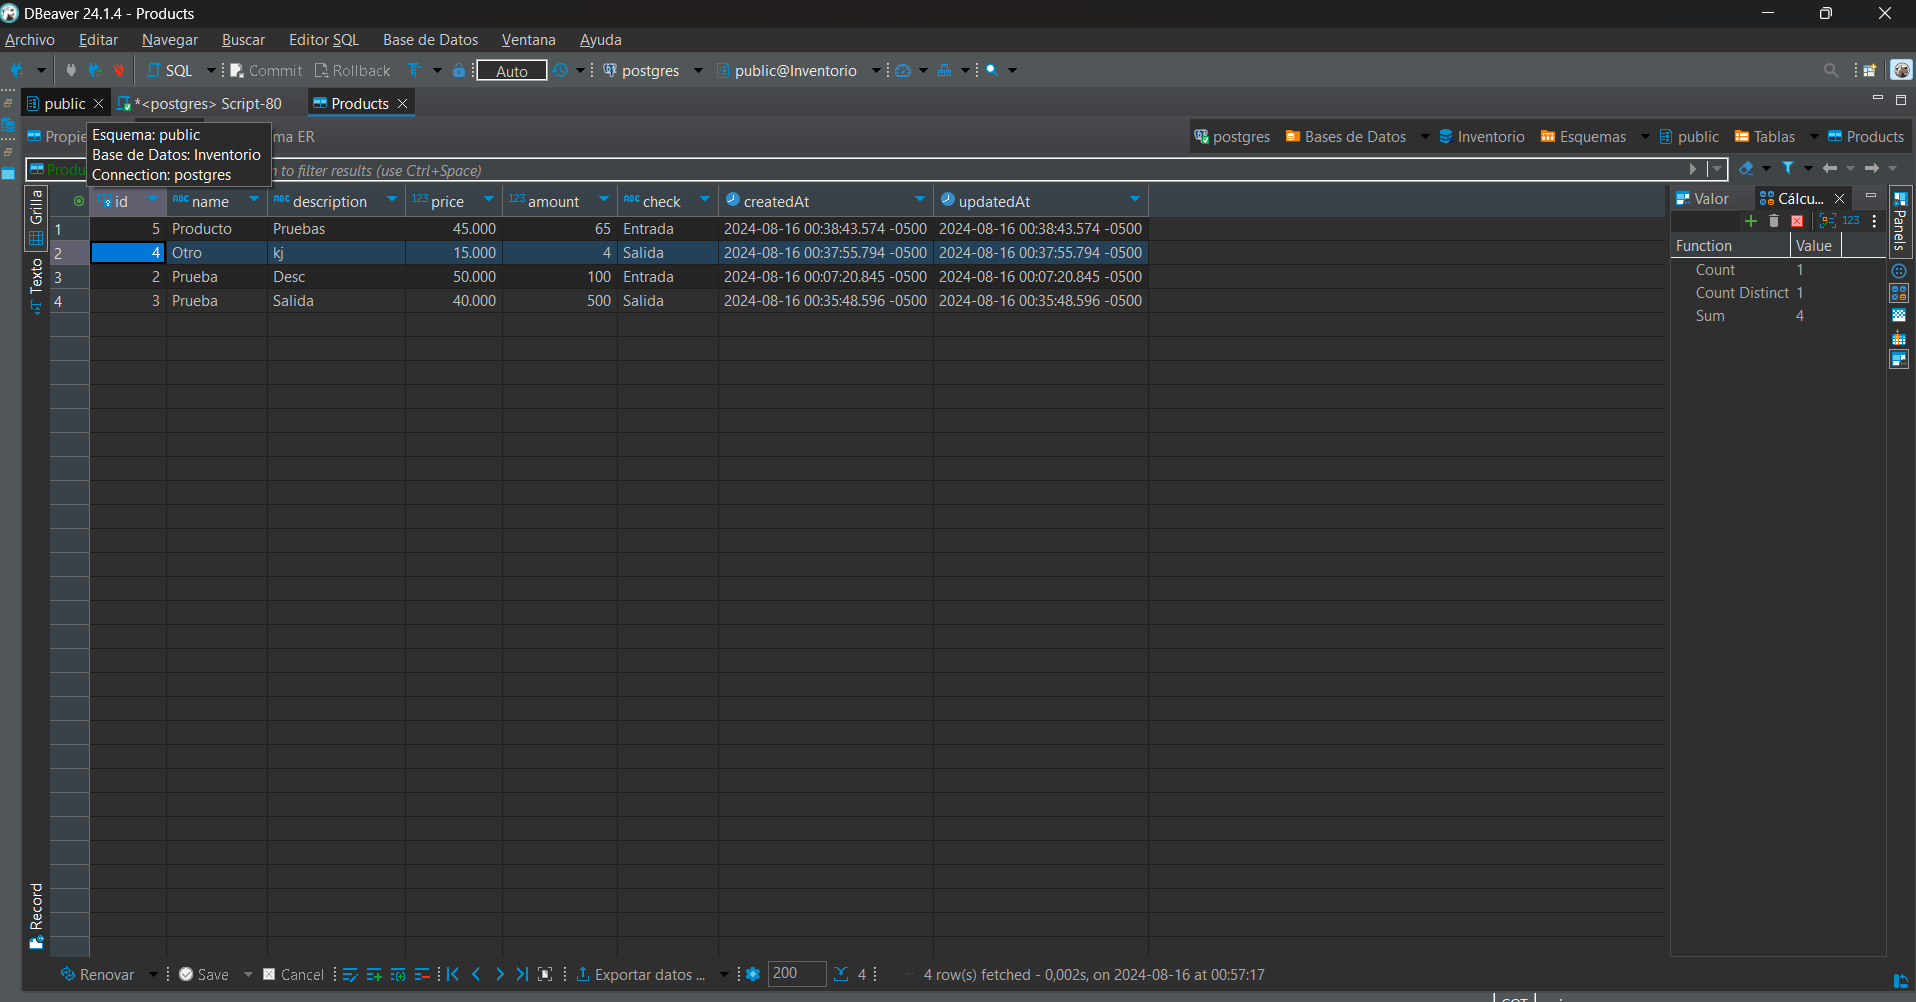 DBeaver 24.1.4 - Products
Archivo Editar Navegar Buscar Editor SQL Base de Datos Ventana Ayuda
SQL Commit Rollback Auto postgres public@Inventorio
public *<postgres> Script-80 Products
Propie ma ER postgres Bases de Datos Inventorio Esquemas public Tablas Products
Esquema: public
Base de Datos: Inventorio
Connection: postgres
Produ n to filter results (use Ctrl+Space)
Grilla
Texto
Record
id name description price amount check createdAt updatedAt
1 5 Producto Pruebas 45.000 65 Entrada 2024-08-16 00:38:43.574 -0500 2024-08-16 00:38:43.574 -0500
2 4 Otro kj 15.000 4 Salida 2024-08-16 00:37:55.794 -0500 2024-08-16 00:37:55.794 -0500
3 2 Prueba Desc 50.000 100 Entrada 2024-08-16 00:07:20.845 -0500 2024-08-16 00:07:20.845 -0500
4 3 Prueba Salida 40.000 500 Salida 2024-08-16 00:35:48.596 -0500 2024-08-16 00:35:48.596 -0500
Valor Cálcu...
123
Function Value
Count 1
Count Distinct 1
Sum 4
Panels
Renovar Save Cancel Exportar datos ... 200 4 4 row(s) fetched - 0,002s, on 2024-08-16 at 00:57:17